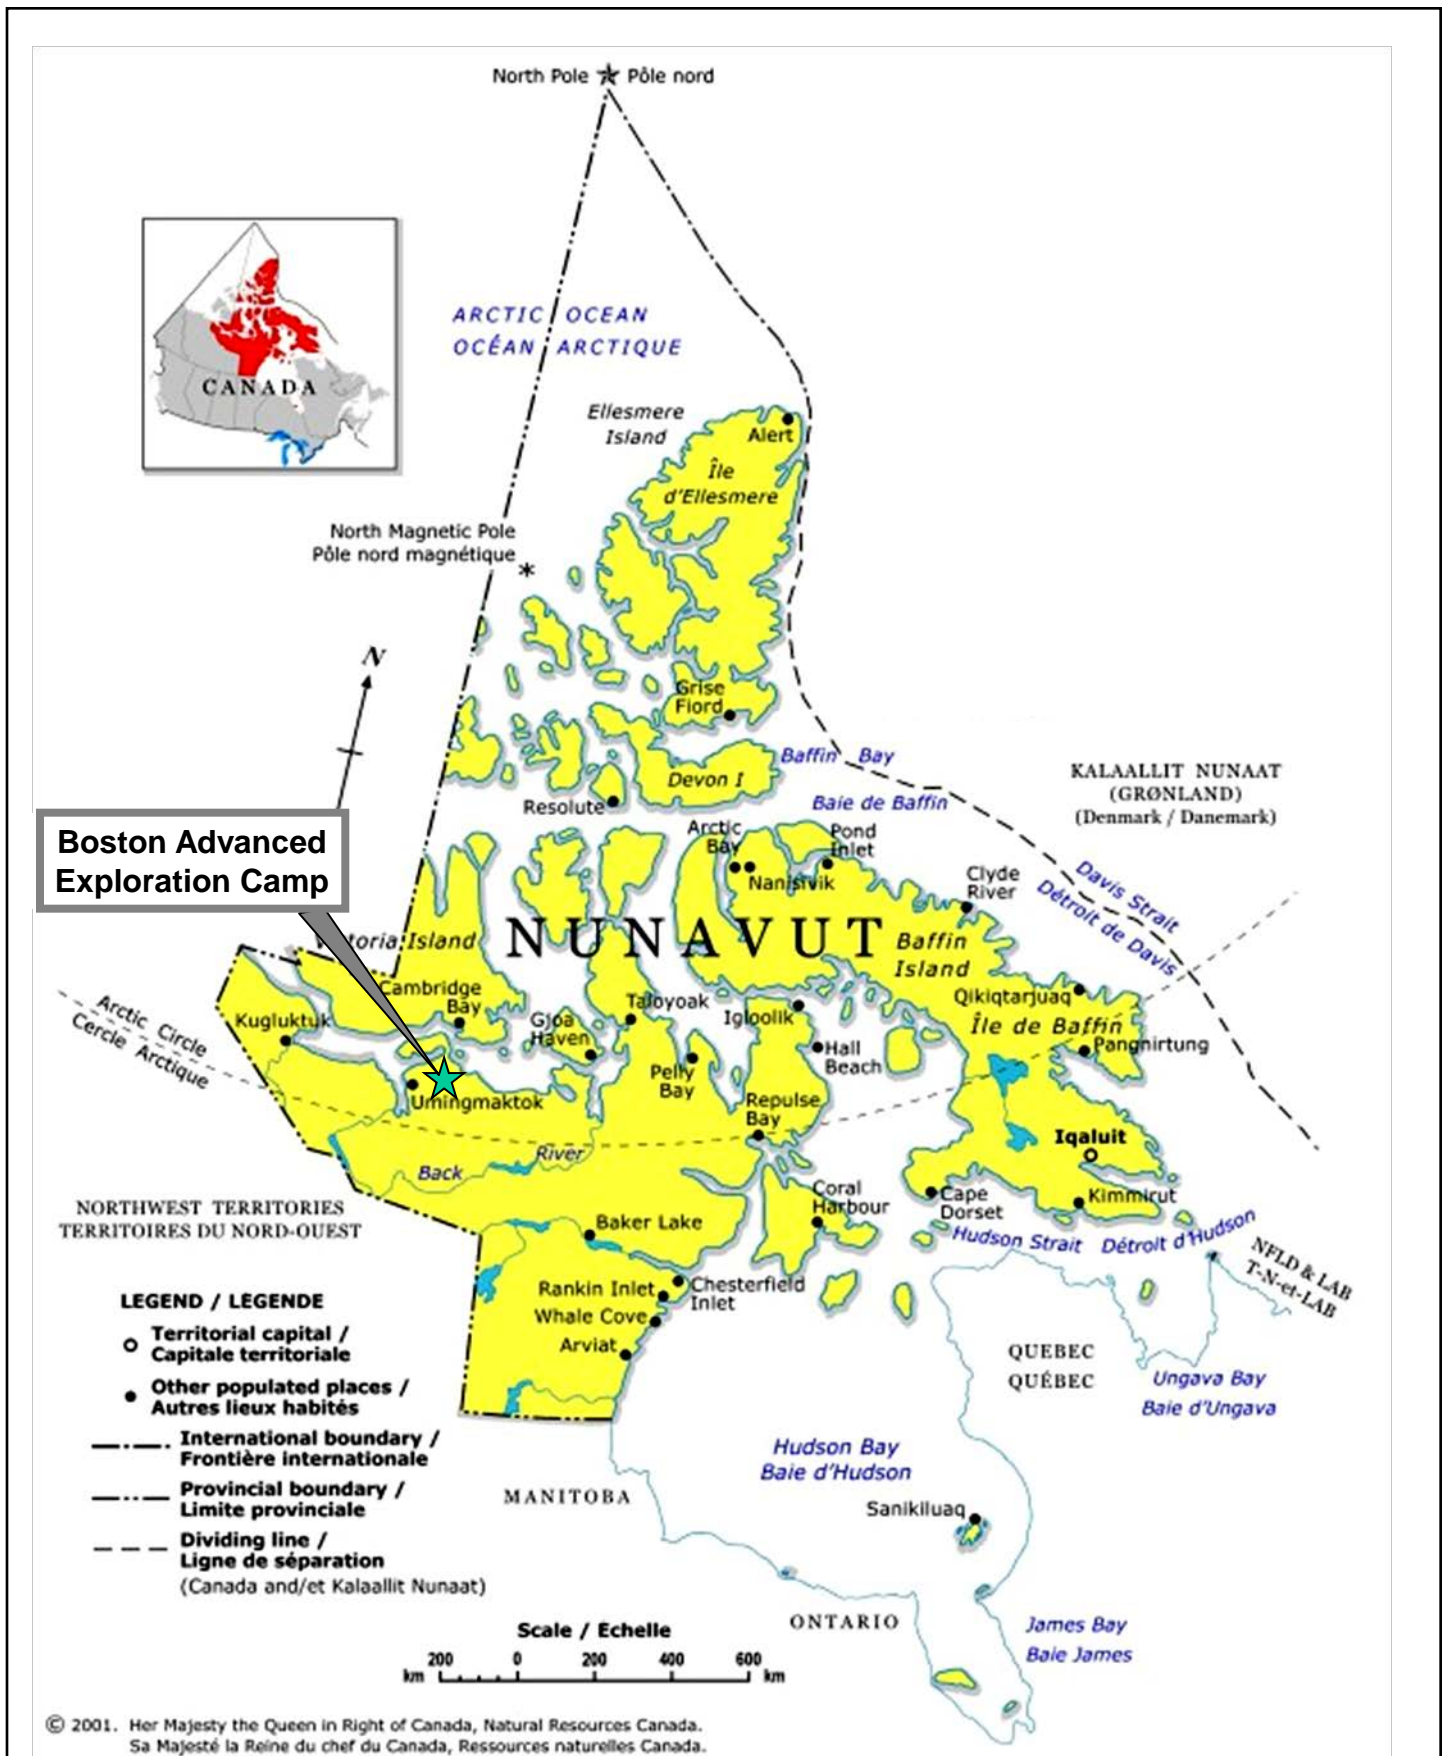 North Pole Pôle nord
CANADA
ARCTIC OCEAN
OCÉAN ARCTIQUE
Ellesmere
Island
Alert
Île
d'Ellesmere
North Magnetic Pole
Pôle nord magnétique
N
Grise
Fiord
Baffin Bay
Devon I
KALAALLIT NUNAAT
(GRØNLAND)
(Denmark / Danemark)
Resolute
Baie de Baffin
Boston Advanced
Exploration Camp
Arctic
Bay
Pond
Inlet
Nanisivik
Clyde
River
Davis Strait
Détroit de Davis
NUNAVUT
Island
Baffin
Island
Cambridge
Bay
Taloyoak
Igloolik
Qikiqtarjuaq
Arctic Circle
Cercle Arctique
Kugluktuk
Gjoa
Haven
Île de Baffin
Hall
Beach
Pangnirtung
Pelly
Bay
Umingmaktok
Repulse
Bay
Iqaluit
Back River
NORTHWEST TERRITORIES
TERRITOIRES DU NORD-OUEST
Coral
Harbour
Cape
Dorset
Kimmirut
Baker Lake
Hudson Strait Détroit d'Hudson
NFLD & LAB
T-N-et-LAB
Rankin Inlet
Chesterfield
Inlet
Whale Cove
Arviat
QUEBEC
QUÉBEC
Ungava Bay
Baie d'Ungava
LEGEND / LÉGENDE
Territorial capital /
Capitale territoriale
Other populated places /
Autres lieux habités
International boundary /
Frontière internationale
Provincial boundary /
Limite provinciale
Dividing line /
Ligne de séparation
(Canada and/et Kalaallit Nunaat)
Hudson Bay
Baie d'Hudson
MANITOBA
Sanikiluaq
ONTARIO
James Bay
Baie James
Scale / Échelle
km 200 0 200 400 600 km
© 2001. Her Majesty the Queen in Right of Canada, Natural Resources Canada.
Sa Majesté la Reine du chef du Canada, Ressources naturelles Canada.